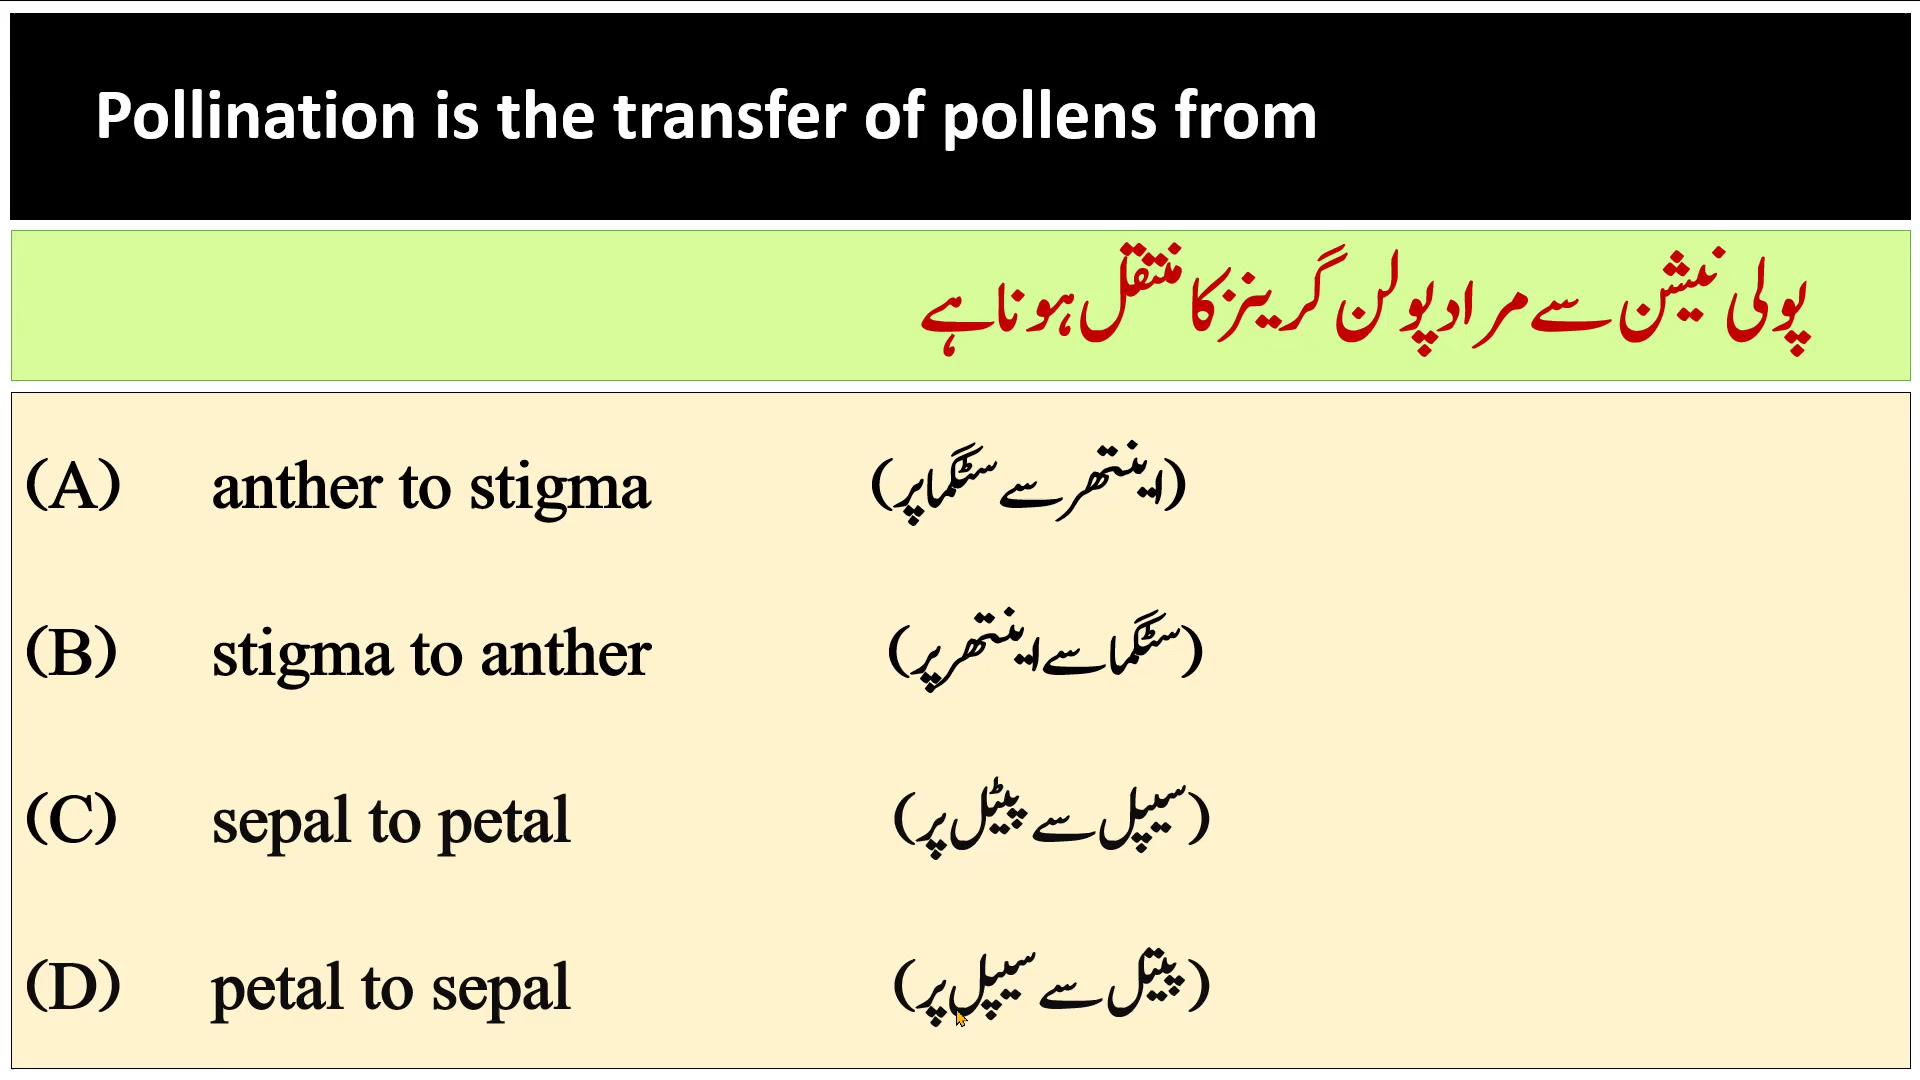 Pollination is the transfer of pollens from
پولی نیشن سے مراد پولن گرینز کا منتقل ہونا ہے
(A) anther to stigma (اینتھر سے سٹگما پر)
(B) stigma to anther (سٹگما سے اینتھر پر)
(C) sepal to petal (سیپل سے پیٹل پر)
(D) petal to sepal (پیتل سے سیپل پر)